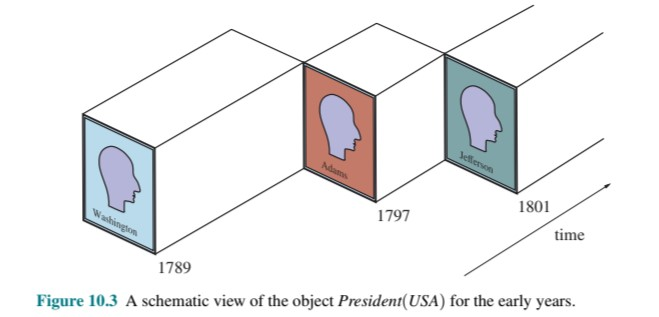 Washington
1789
Adams
1797
Jefferson
1801
time
Figure 10.3 A schematic view of the object President(USA) for the early years.